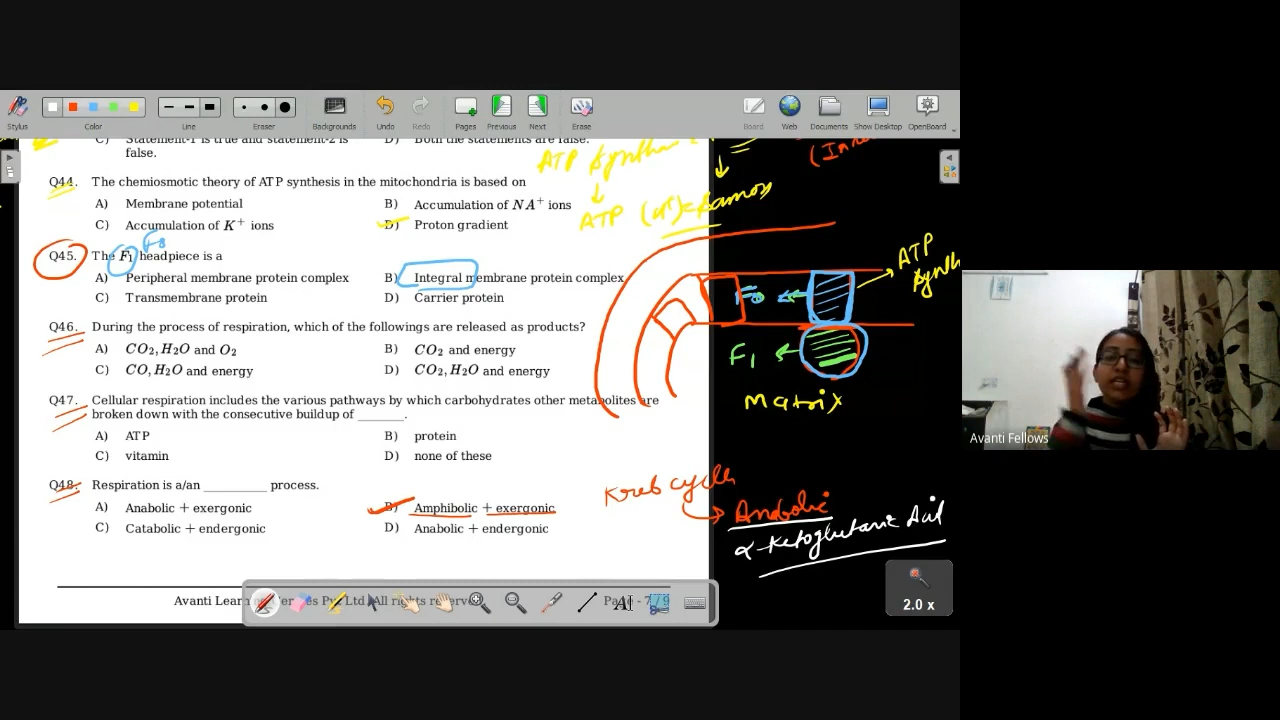 Stylus
Color
Line
Eraser
Backgrounds
Undo
Redo
Pages
Previous
Next
Erase
Board
Web
Documents
Show Desktop
OpenBoard
C) Statement-1 is true and statement-2 is false.
D) Both the statements are false.
ATP
Q44. The chemiosmotic theory of ATP synthesis in the mitochondria is based on
A) Membrane potential
B) Accumulation of NA+ ions
C) Accumulation of K+ ions
D) Proton gradient
ATP
F0
Q45. The F1 headpiece is a
A) Peripheral membrane protein complex
B) Integral membrane protein complex
C) Transmembrane protein
D) Carrier protein
ATP
Synth
F0
F1
Matrix
Q46. During the process of respiration, which of the followings are released as products?
A) CO2, H2O and O2
B) CO2 and energy
C) CO, H2O and energy
D) CO2, H2O and energy
Q47. Cellular respiration includes the various pathways by which carbohydrates other metabolites are
broken down with the consecutive buildup of _______.
A) ATP
B) protein
C) vitamin
D) none of these
Q48. Respiration is a/an _________ process.
A) Anabolic + exergonic
B) Amphibolic + exergonic
C) Catabolic + endergonic
D) Anabolic + endergonic
Kreb cycle
Anabolic
α-Ketoglutaric Acid
2.0 x
Avanti Fellows